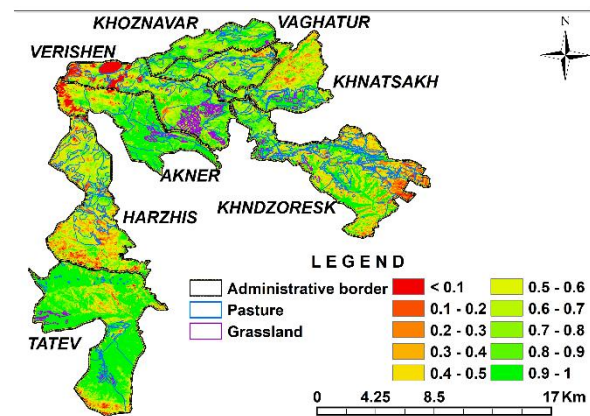 KHOZNAVAR
VAGHATUR
N
VERISHEN
KHNATSAKH
AKNER
KHNDZORESK
HARZHIS
TATEV
L E G E N D
Administrative border
Pasture
Grassland
< 0.1
0.1 - 0.2
0.2 - 0.3
0.3 - 0.4
0.4 - 0.5
0.5 - 0.6
0.6 - 0.7
0.7 - 0.8
0.8 - 0.9
0.9 - 1
0 4.25 8.5 17 Km